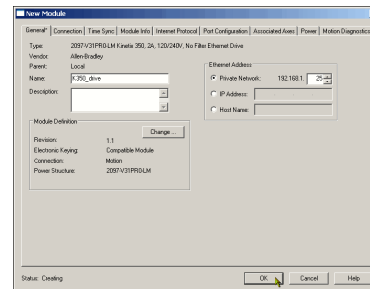 New Module
General* Connection Time Sync Module Info Internet Protocol Port Configuration Associated Axes Power Motion Diagnostics
Type: 2097-V31PR0-LM Kinetix 350, 2A, 120/240V, No Filter Ethernet Drive
Vendor: Allen-Bradley
Parent: Local
Name: K350_drive
Description:
Ethernet Address
Private Network: 192.168.1. 25
IP Address:
Host Name:
Module Definition
Change ...
Revision: 1.1
Electronic Keying: Compatible Module
Connection: Motion
Power Structure: 2097-V31PR0-LM
Status: Creating
OK Cancel Help